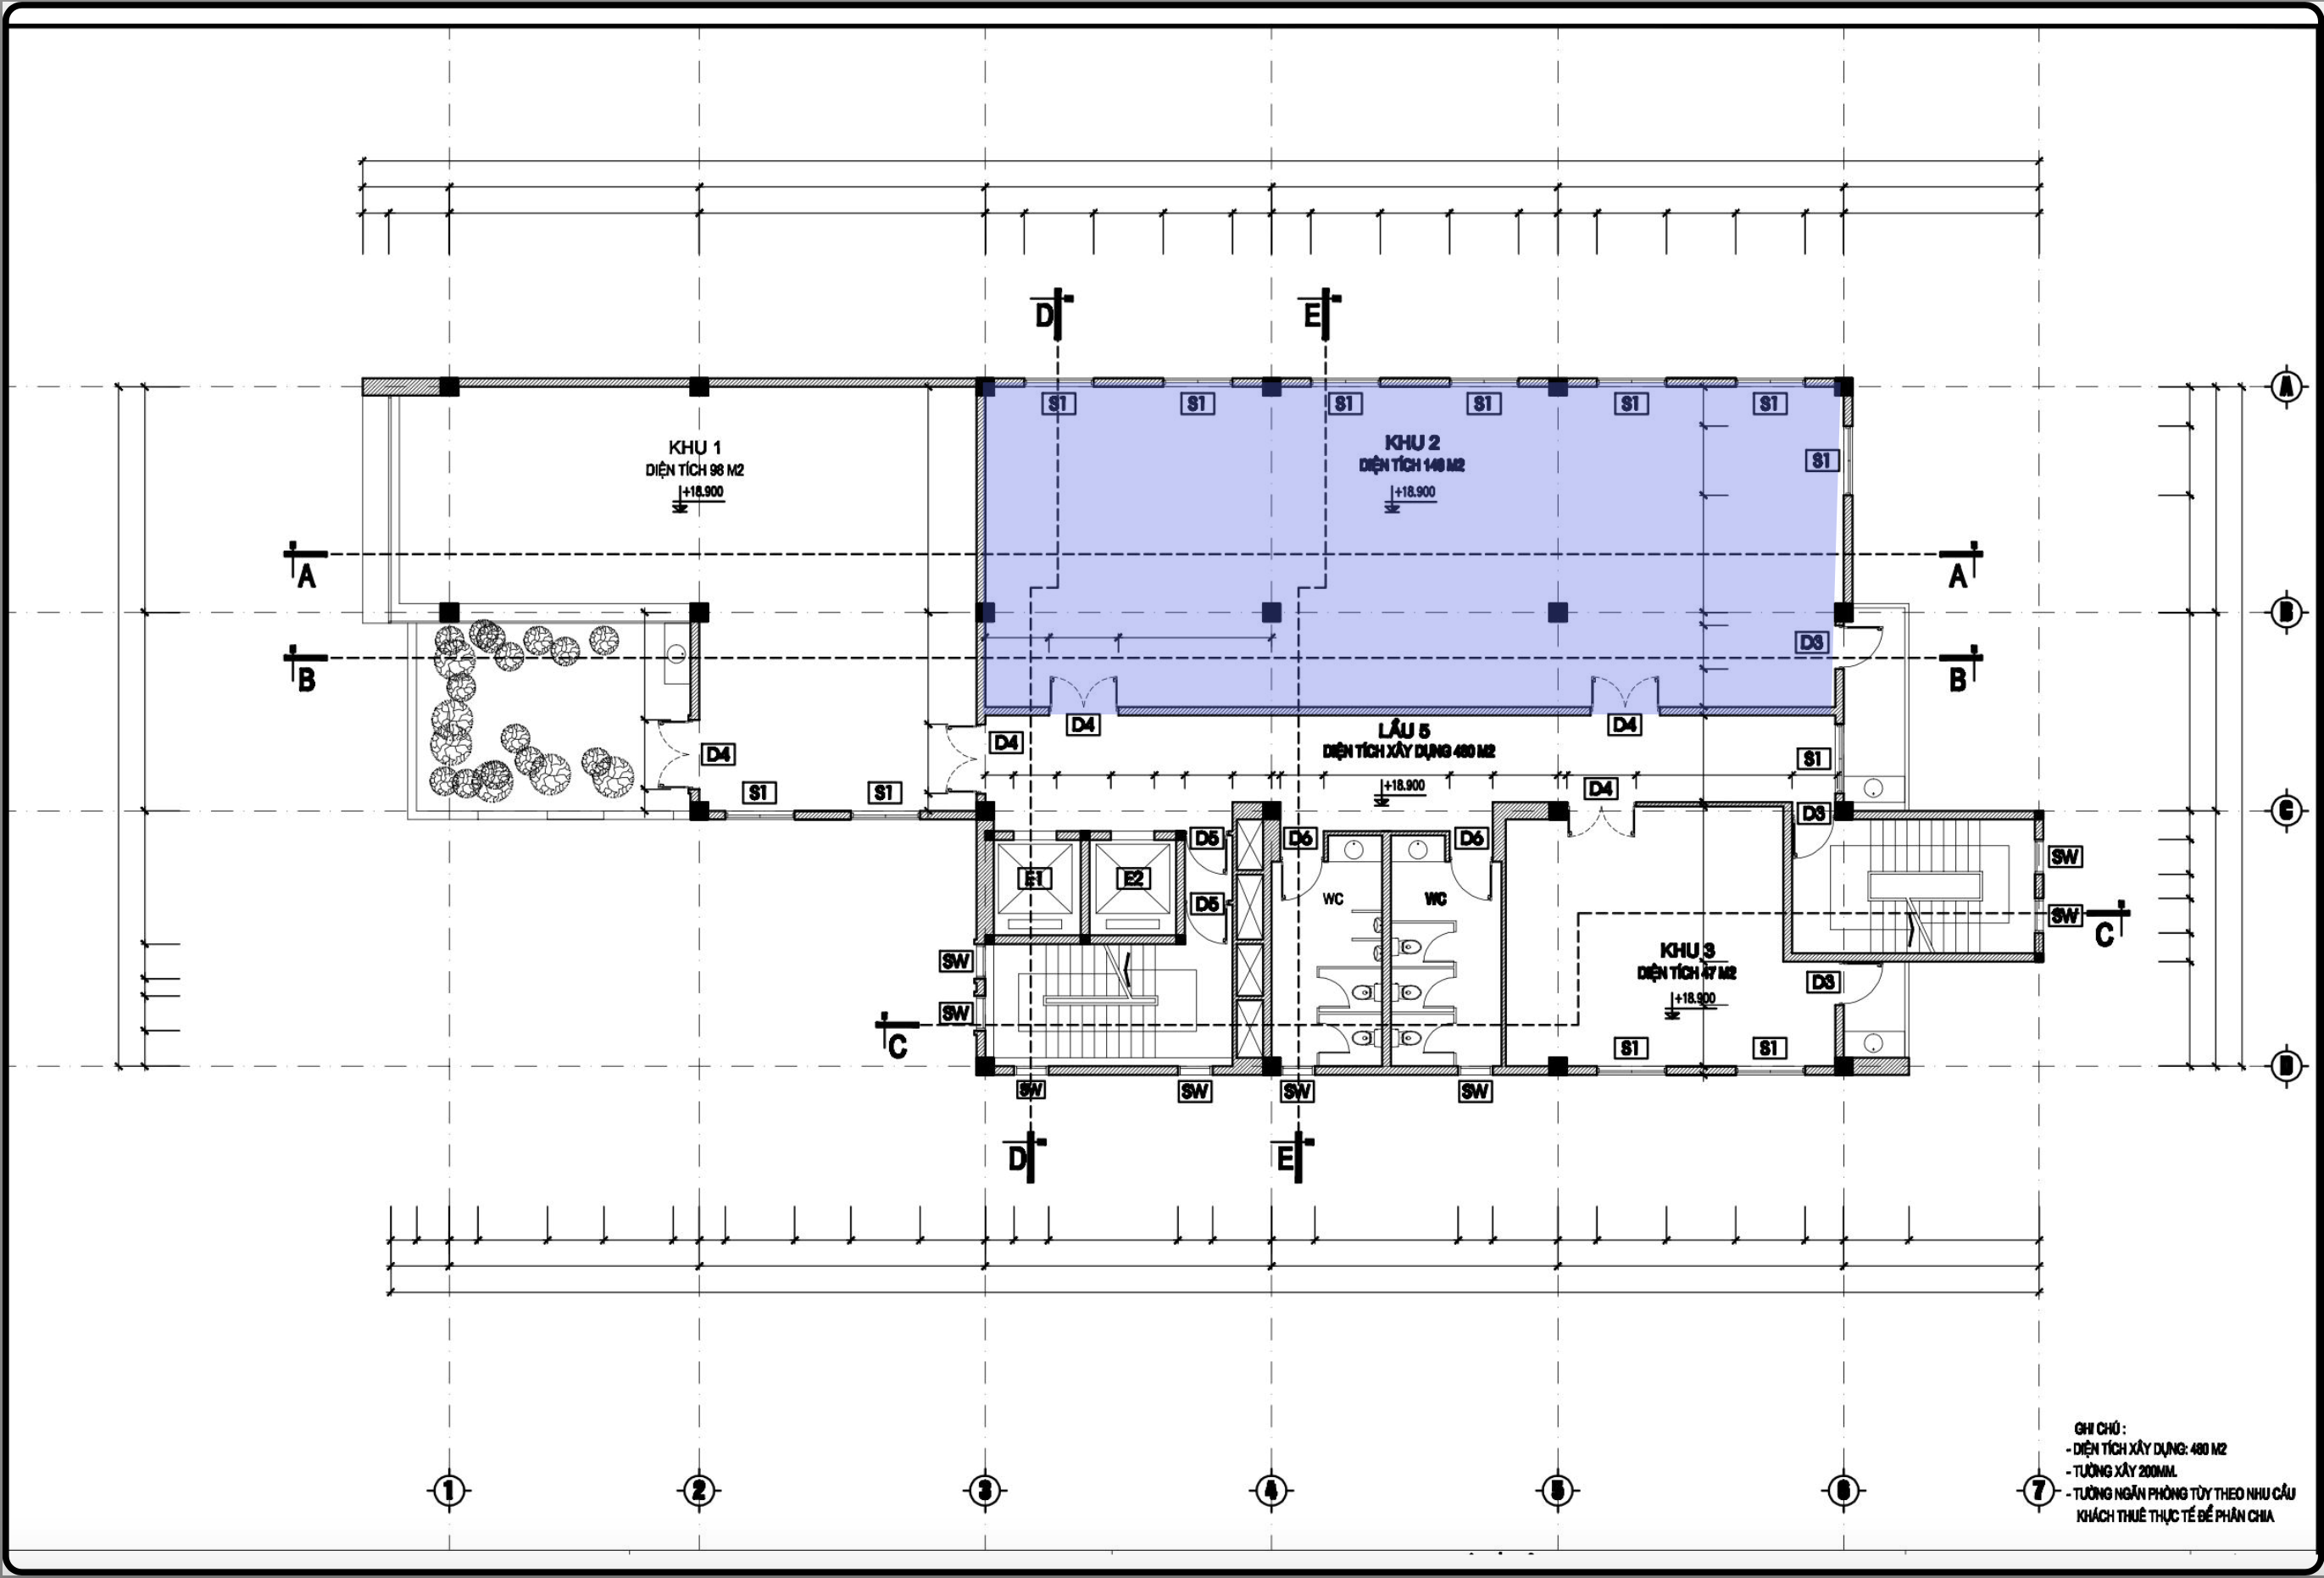 D
E
A
S1
S1
S1
S1
S1
S1
KHU 1
DIỆN TÍCH 98 M2
+18.900
KHU 2
DIỆN TÍCH 148 M2
+18.900
S1
A
A
B
D3
B
B
D4
D4
D4
D4
LẦU 5
DIỆN TÍCH XÂY DỰNG 480 M2
+18.900
S1
S1
S1
D4
D3
C
D5
D6
D6
E1
E2
D5
WC
WC
SW
SW
C
KHU 3
DIỆN TÍCH 47 M2
+18.900
D3
SW
SW
C
S1
S1
D
SW
SW
SW
SW
D
E
GHI CHÚ :
- DIỆN TÍCH XÂY DỰNG: 480 M2
- TƯỜNG XÂY 200MM.
- TƯỜNG NGĂN PHÒNG TÙY THEO NHU CẦU
KHÁCH THUÊ THỰC TẾ ĐỂ PHÂN CHIA
1
2
3
4
5
6
7